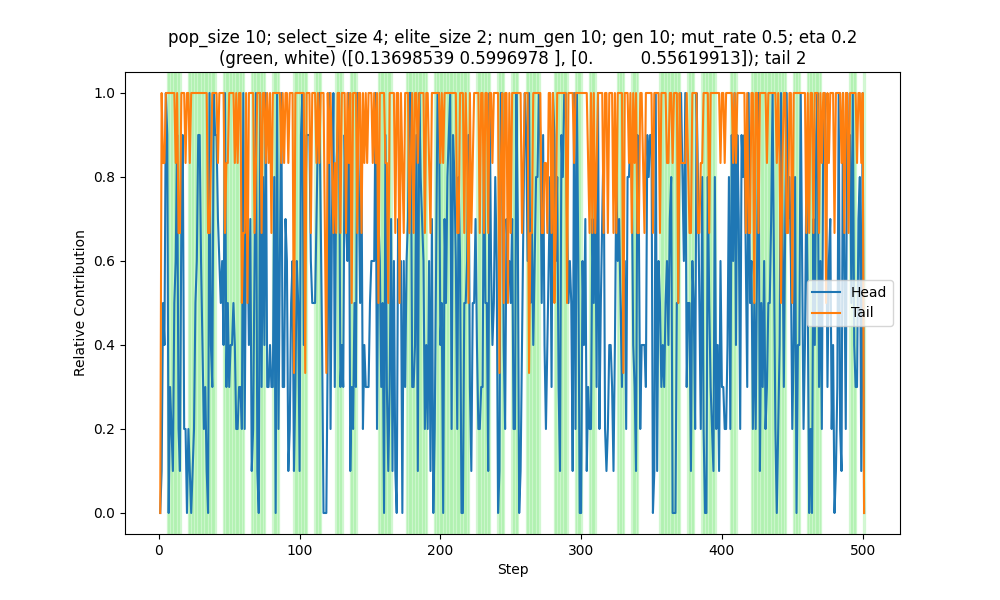 pop_size 10; select_size 4; elite_size 2; num_gen 10; gen 10; mut_rate 0.5; eta 0.2
(green, white) ([0.13698539 0.5996978 ], [0.         0.55619913]); tail 2
1.0
0.8
0.6
0.4
0.2
0.0
Relative Contribution
Head
Tail
0
100
200
300
400
500
Step